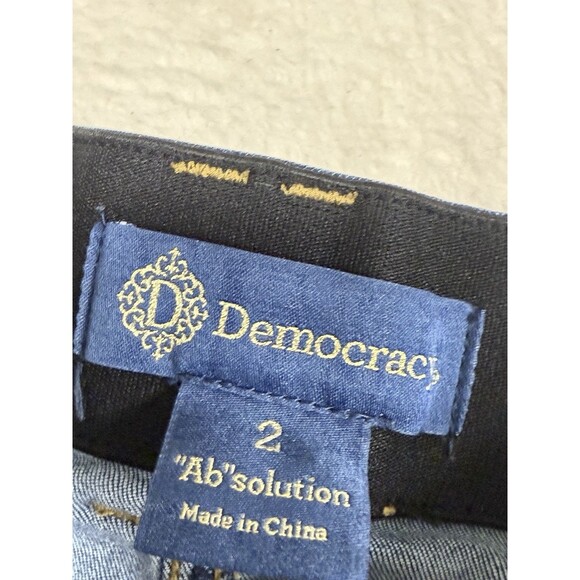 D Democracy
2
"Ab"solution
Made in China